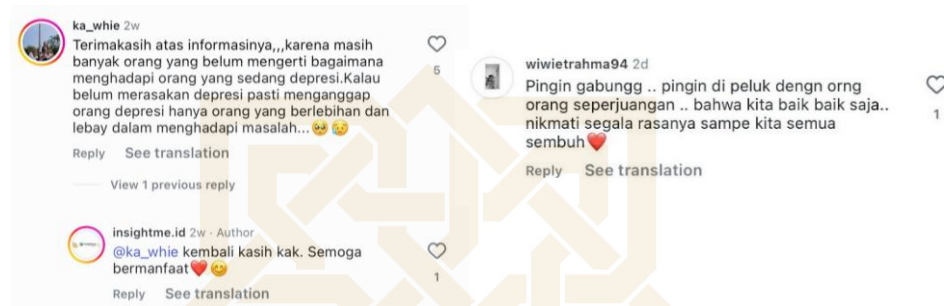 ka_whie 2w
Terimakasih atas informasinya,,,karena masih
banyak orang yang belum mengerti bagaimana
menghadapi orang yang sedang depresi.Kalau
belum merasakan depresi pasti menganggap
orang depresi hanya orang yang berlebihan dan
lebay dalam menghadapi masalah...🥺😥
5
Reply See translation
View 1 previous reply
insightme.id 2w · Author
@ka_whie kembali kasih kak. Semoga
bermanfaat❤️😊
1
Reply See translation
wiwietrahma94 2d
Pingin gabungg .. pingin di peluk dengn orng
orang seperjuangan .. bahwa kita baik baik saja..
nikmati segala rasanya sampe kita semua
sembuh❤️
1
Reply See translation